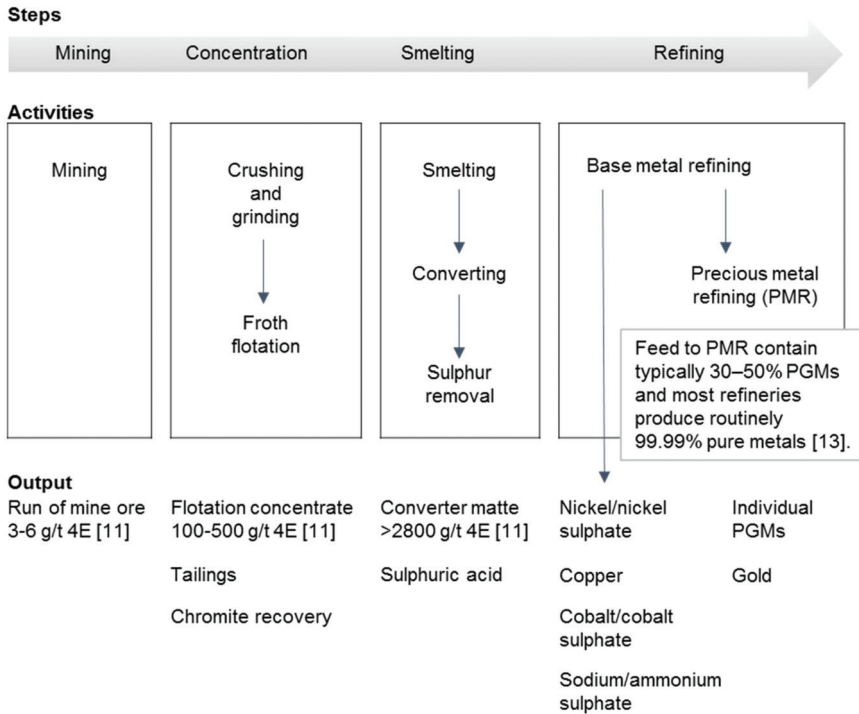 Steps
Mining
Concentration
Smelting
Refining
Activities
Mining
Crushing
and
grinding
Froth
flotation
Smelting
Converting
Sulphur
removal
Base metal refining
Precious metal
refining (PMR)
Feed to PMR contain
typically 30–50% PGMs
and most refineries
produce routinely
99.99% pure metals [13].
Output
Run of mine ore
3-6 g/t 4E [11]
Flotation concentrate
100-500 g/t 4E [11]
Tailings
Chromite recovery
Converter matte
>2800 g/t 4E [11]
Sulphuric acid
Nickel/nickel
sulphate
Copper
Cobalt/cobalt
sulphate
Sodium/ammonium
sulphate
Individual
PGMs
Gold